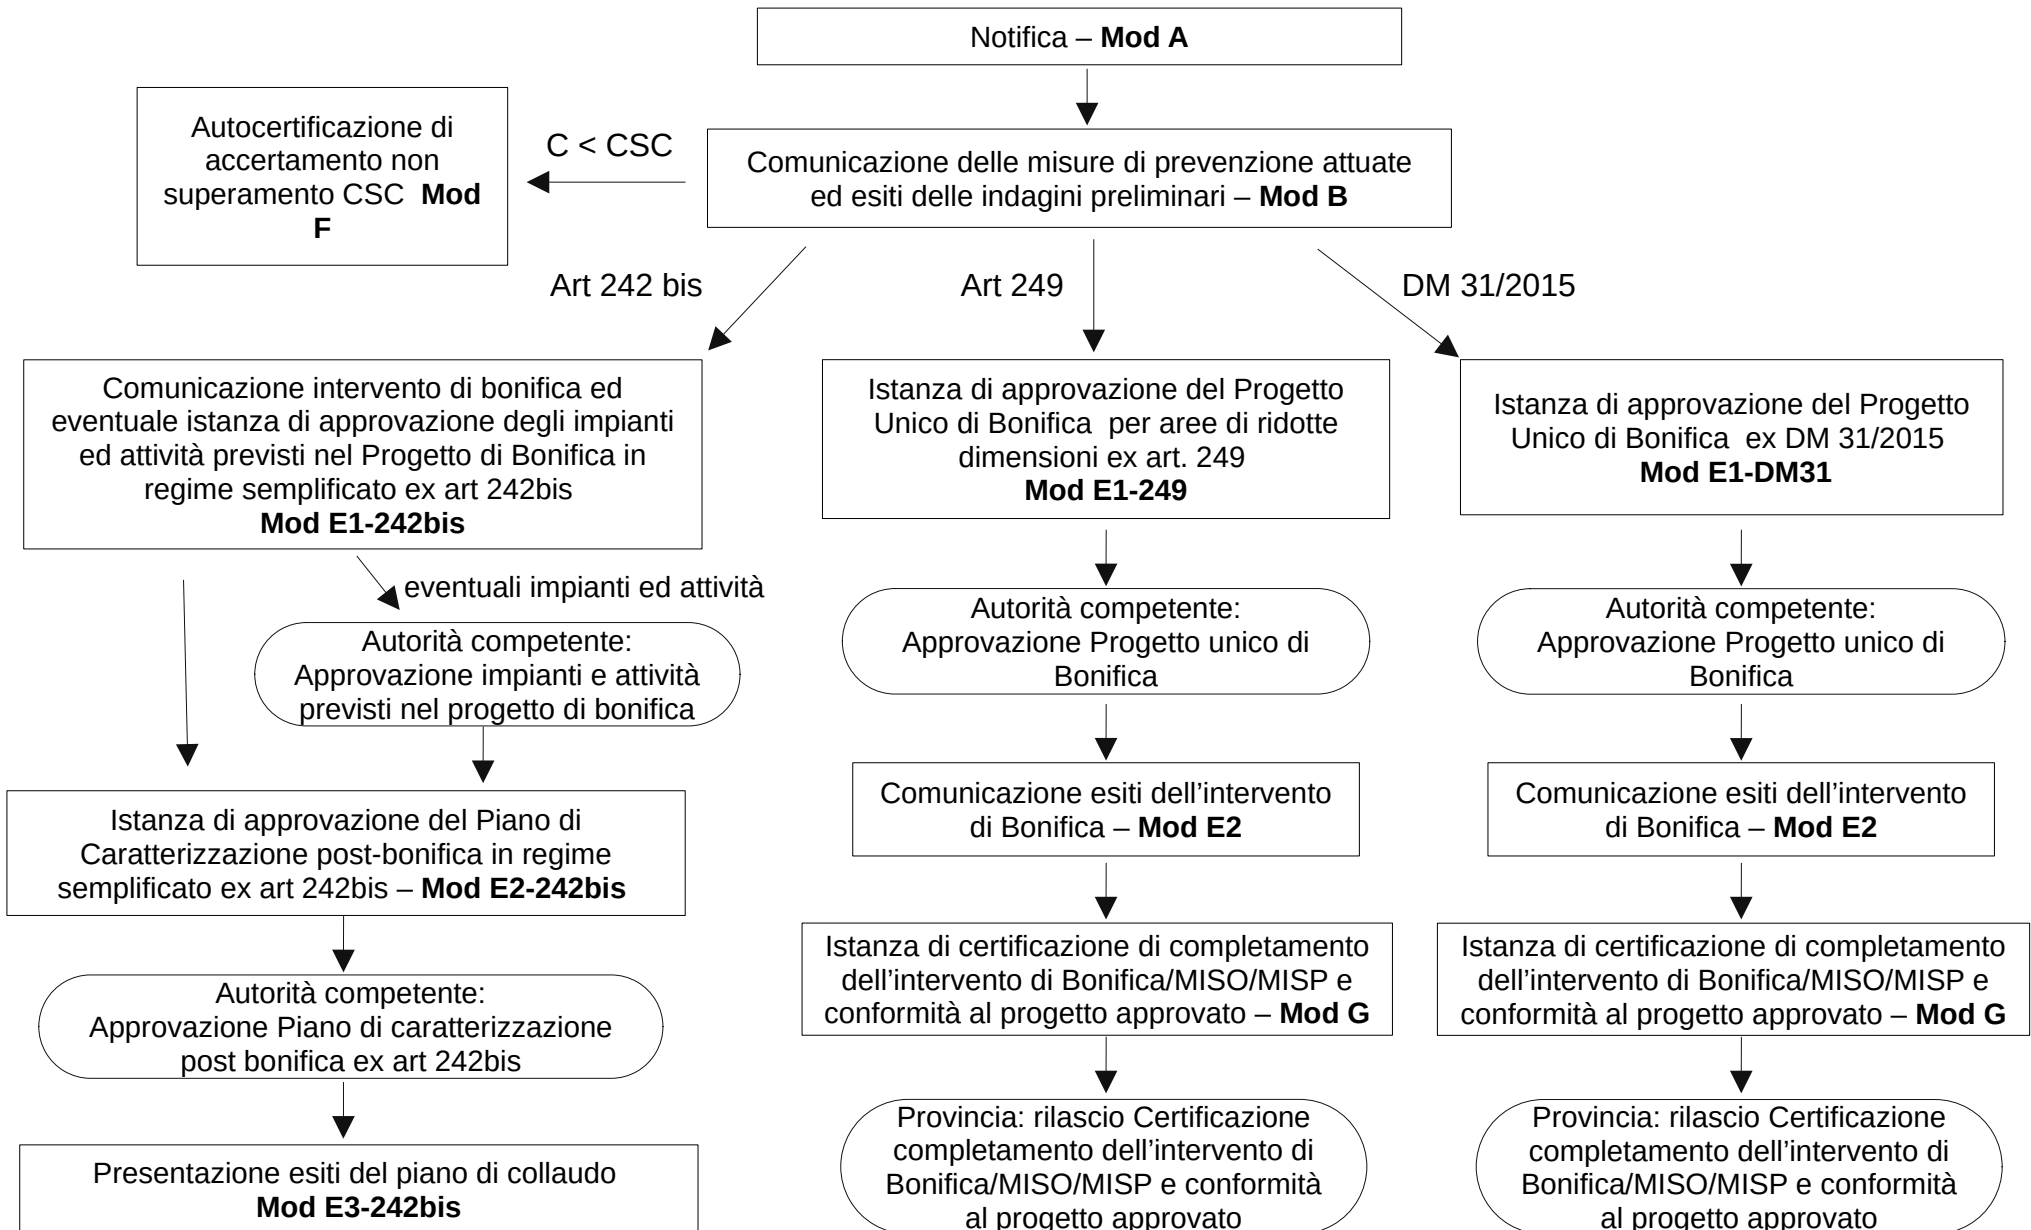 Notifica – Mod A
Autocertificazione di
accertamento non
superamento CSC Mod
F
C < CSC
Comunicazione delle misure di prevenzione attuate
ed esiti delle indagini preliminari – Mod B
Art 242 bis
Art 249
DM 31/2015
Comunicazione intervento di bonifica ed
eventuale istanza di approvazione degli impianti
ed attività previsti nel Progetto di Bonifica in
regime semplificato ex art 242bis
Mod E1-242bis
Istanza di approvazione del Progetto
Unico di Bonifica per aree di ridotte
dimensioni ex art. 249
Mod E1-249
Istanza di approvazione del Progetto
Unico di Bonifica ex DM 31/2015
Mod E1-DM31
eventuali impianti ed attività
Autorità competente:
Approvazione impianti e attività
previsti nel progetto di bonifica
Autorità competente:
Approvazione Progetto unico di
Bonifica
Autorità competente:
Approvazione Progetto unico di
Bonifica
Istanza di approvazione del Piano di
Caratterizzazione post-bonifica in regime
semplificato ex art 242bis – Mod E2-242bis
Comunicazione esiti dell’intervento
di Bonifica – Mod E2
Comunicazione esiti dell’intervento
di Bonifica – Mod E2
Istanza di certificazione di completamento
dell’intervento di Bonifica/MISO/MISP e
conformità al progetto approvato – Mod G
Istanza di certificazione di completamento
dell’intervento di Bonifica/MISO/MISP e
conformità al progetto approvato – Mod G
Autorità competente:
Approvazione Piano di caratterizzazione
post bonifica ex art 242bis
Presentazione esiti del piano di collaudo
Mod E3-242bis
Provincia: rilascio Certificazione
completamento dell’intervento di
Bonifica/MISO/MISP e conformità
al progetto approvato
Provincia: rilascio Certificazione
completamento dell’intervento di
Bonifica/MISO/MISP e conformità
al progetto approvato